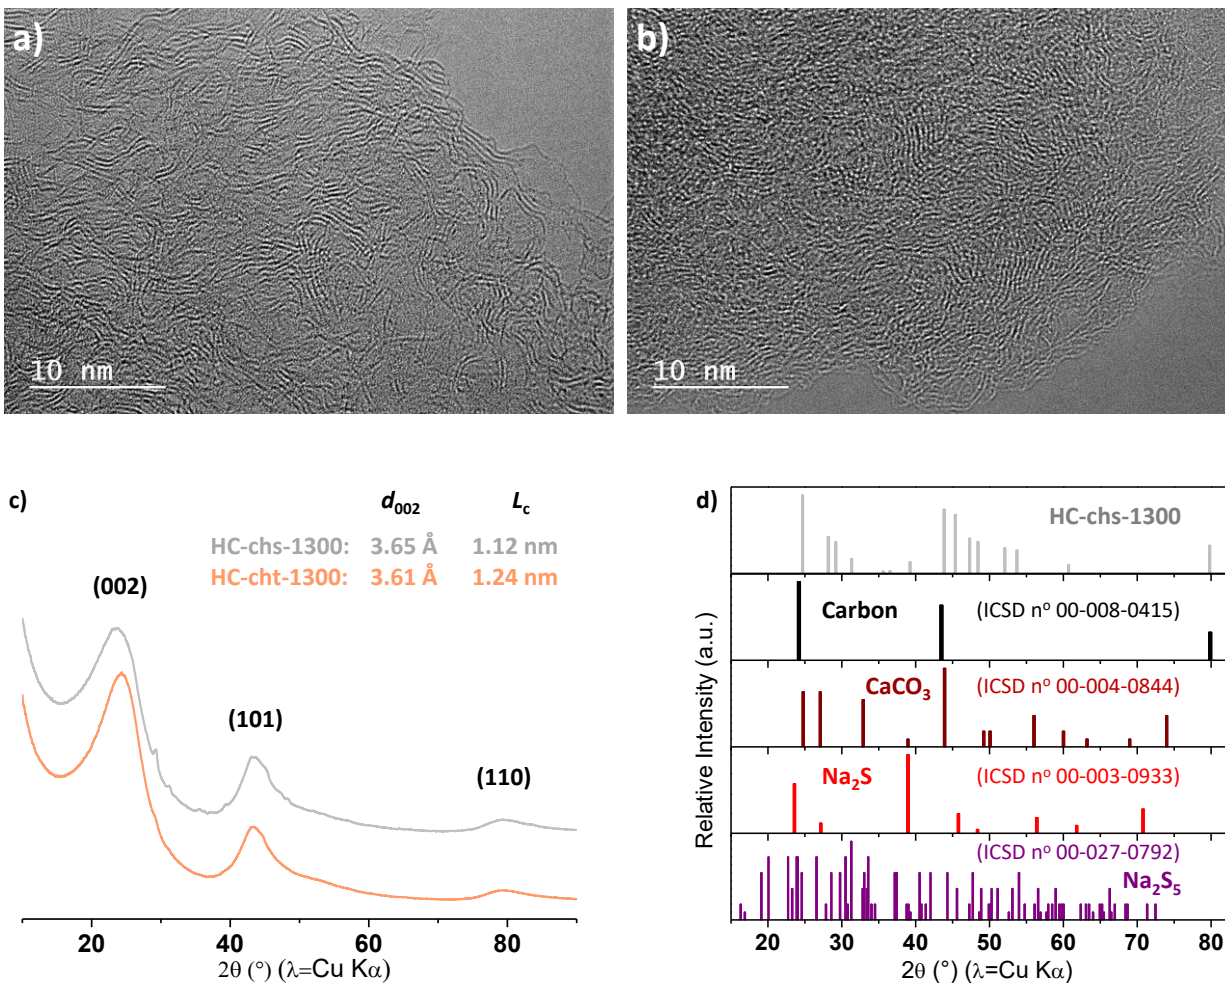 a)
10 nm
b)
10 nm
c)
d₀₀₂ L_c
HC-chs-1300: 3.65 Å 1.12 nm
HC-cht-1300: 3.61 Å 1.24 nm
(002)
(101)
(110)
20 40 60 80
2θ (°) (λ=Cu Kα)
d)
HC-chs-1300
Carbon (ICSD nº 00-008-0415)
CaCO₃ (ICSD nº 00-004-0844)
Na₂S (ICSD nº 00-003-0933)
(ICSD nº 00-027-0792)
Na₂S₅
Relative Intensity (a.u.)
20 30 40 50 60 70 80
2θ (°) (λ=Cu Kα)